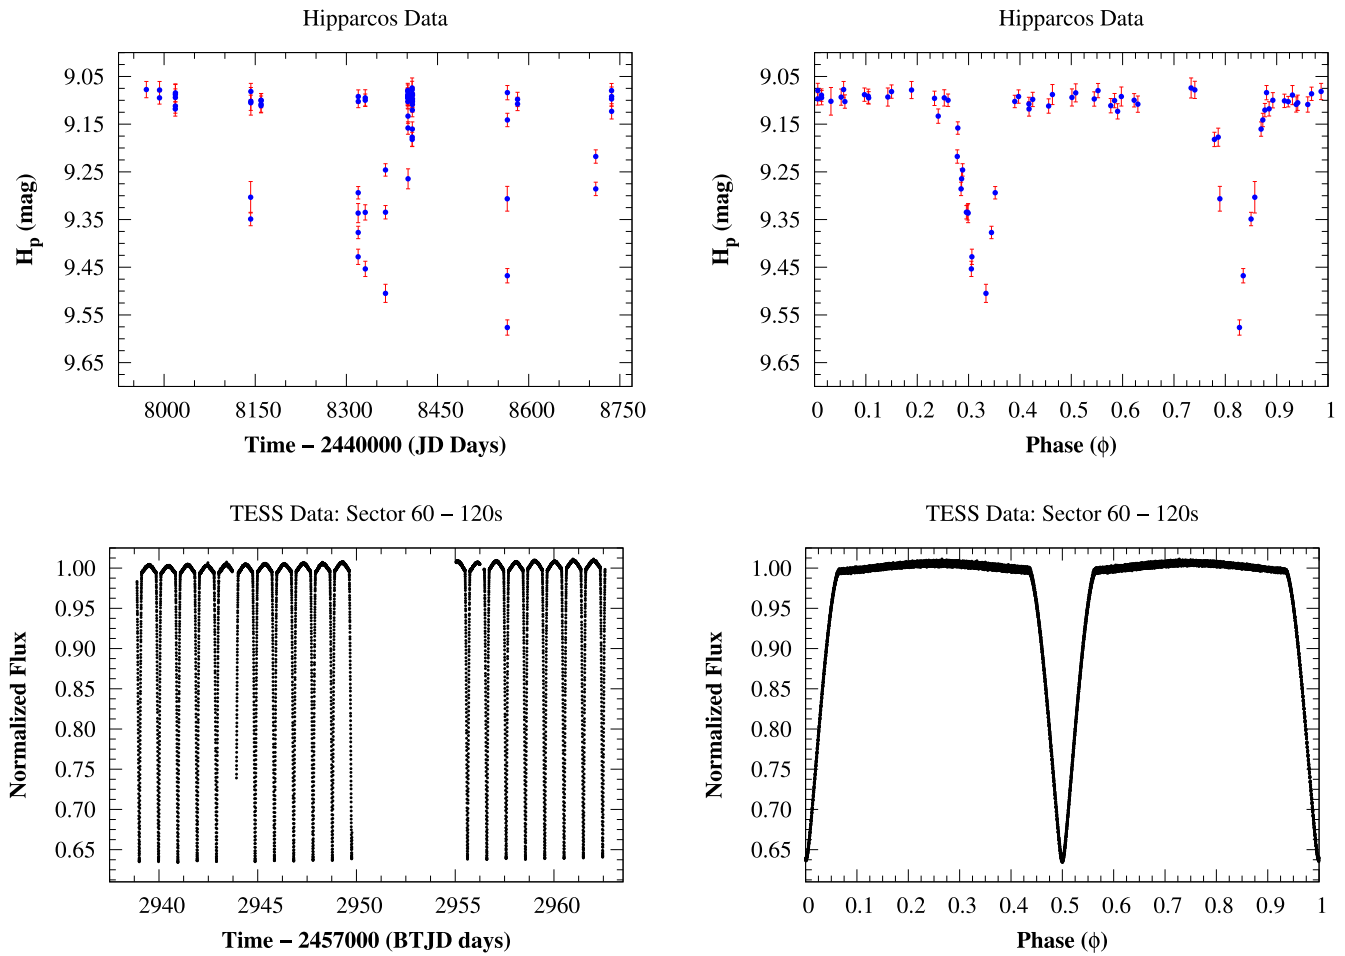 Hipparcos Data
9.05
9.15
9.25
9.35
9.45
9.55
9.65
H_p (mag)
8000 8150 8300 8450 8600 8750
Time − 2440000 (JD Days)
Hipparcos Data
9.05
9.15
9.25
9.35
9.45
9.55
9.65
H_p (mag)
0 0.1 0.2 0.3 0.4 0.5 0.6 0.7 0.8 0.9 1
Phase (ϕ)
TESS Data: Sector 60 − 120s
1.00
0.95
0.90
0.85
0.80
0.75
0.70
0.65
Normalized Flux
2940 2945 2950 2955 2960
Time − 2457000 (BTJD days)
TESS Data: Sector 60 − 120s
1.00
0.95
0.90
0.85
0.80
0.75
0.70
0.65
Normalized Flux
0 0.1 0.2 0.3 0.4 0.5 0.6 0.7 0.8 0.9 1
Phase (ϕ)